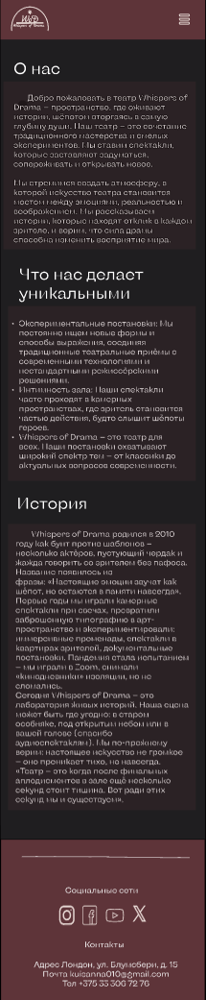 W&D
Whispers of Drama
О нас
Добро пожаловать в театр Whispers of
Drama – пространство, где оживают
истории, шёпотом вторгаясь в самую
глубину души. Наш театр – это сочетание
традиционного мастерства и смелых
экспериментов. Мы ставим спектакли,
которые заставляют задуматься,
сопереживать и открывать новое.
Мы стремимся создать атмосферу, в
которой искусство театра становится
мостом между эмоциями, реальностью и
воображением. Мы рассказываем
истории, которые находят отклик в каждом
зрителе, и верим, что сила драмы
способна изменить восприятие мира.
Что нас делает
уникальными
• Экспериментальные постановки: Мы
постоянно ищем новые формы и
способы выражения, соединяя
традиционные театральные приёмы с
современными технологиями и
нестандартными режиссёрскими
решениями.
• Интимность зала: Наши спектакли
часто проходят в камерных
пространствах, где зритель становится
частью действия, будто слышит шёпоты
героев.
• Whispers of Drama – это театр для
всех. Наши постановки охватывают
широкий спектр тем – от классики до
актуальных вопросов современности.
История
Whispers of Drama родился в 2010
году как бунт против шаблонов –
несколько актёров, пустующий чердак и
жажда говорить со зрителем без пафоса.
Название появилось из
фразы: «Настоящие эмоции звучат как
шёпот, но остаются в памяти навсегда».
Первые годы мы играли камерные
спектакли при свечах, превратили
заброшенную типографию в арт-
пространство и экспериментировали:
иммерсивные променады, спектакли в
квартирах зрителей, документальные
постановки. Пандемия стала испытанием
– мы играли в Zoom, снимали
«кинодневники» изоляции, но не
сломались.
Сегодня Whispers of Drama – это
лаборатория живых историй. Наша сцена
может быть где угодно: в старом
особняке, под открытым небом или в
вашей голове (спасибо
аудиоспектаклям). Мы по-прежнему
верим: настоящее искусство не громкое
– оно проникает тихо, но навсегда.
«Театр – это когда после финальных
аплодисментов в зале ещё несколько
секунд стоит тишина. Вот ради этих
секунд мы и существуем».
Социальные сети
Контакты
Адрес Лондон, ул. Блумсбери, д. 15
Почта kuisanna010@gmail.com
Тел +375 33 300 72 76